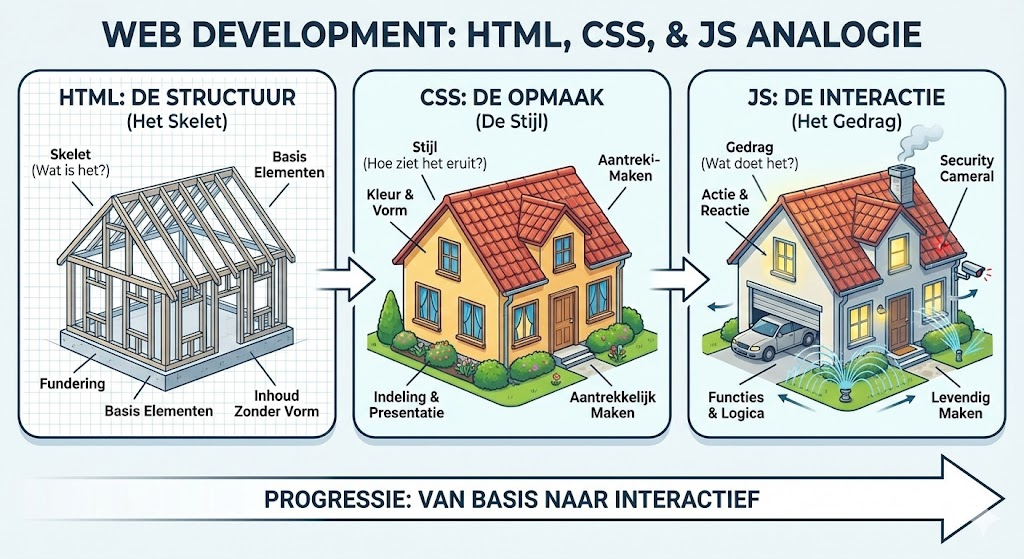 WEB DEVELOPMENT: HTML, CSS, & JS ANALOGIE
HTML: DE STRUCTUUR
(Het Skelet)
Skelet
(Wat is het?)
Basis
Elementen
Fundering
Basis Elementen
Inhoud
Zonder Vorm
CSS: DE OPMAAK
(De Stijl)
Stijl
(Hoe ziet het eruit?)
Aantreki-
Maken
Kleur &
Vorm
Indeling &
Presentatie
Aantrekkelijk
Maken
JS: DE INTERACTIE
(Het Gedrag)
Gedrag
(Wat doet het?)
Security
Cameral
Actie &
Reactie
Functies
& Logica
Levendig
Maken
PROGRESSIE: VAN BASIS NAAR INTERACTIEF